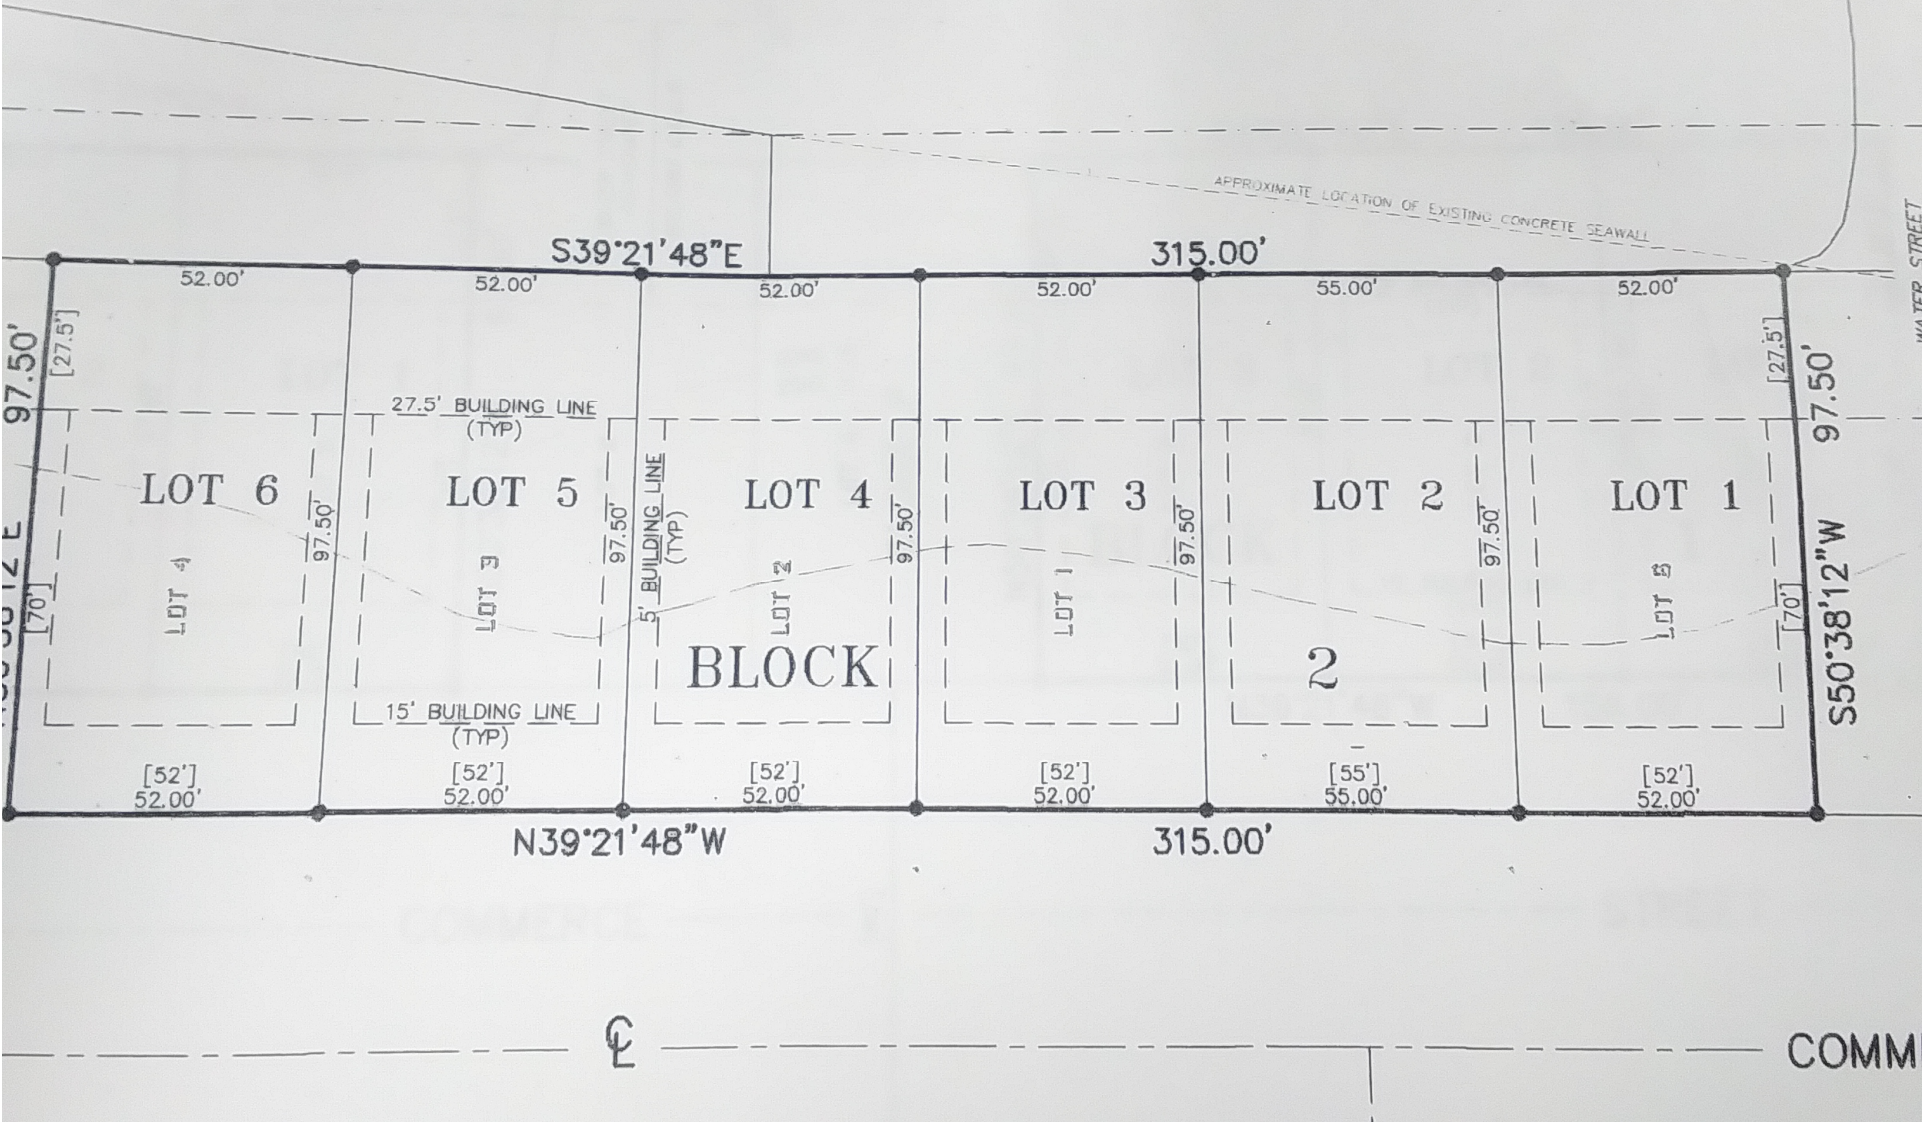 APPROXIMATE LOCATION OF EXISTING CONCRETE SEAWALL
WATER STREET
S39°21'48"E
315.00'
52.00'
52.00'
52.00'
52.00'
55.00'
52.00'
97.50'
[27.5']
[27.5']
97.50'
27.5' BUILDING LINE
(TYP)
LOT 6
LOT 5
LOT 4
LOT 3
LOT 2
LOT 1
97.50'
97.50'
5' BUILDING LINE
(TYP)
97.50'
97.50'
97.50'
[70']
LOT 4
LOT 3
LOT 2
LOT 1
LOT 5
[70']
S50°38'12"W
BLOCK 2
15' BUILDING LINE
(TYP)
[52']
[52']
[52']
[52']
[55']
[52']
52.00'
52.00'
52.00'
52.00'
55.00'
52.00'
N39°21'48"W
315.00'
COMMERCE
STREET
℄
COMM